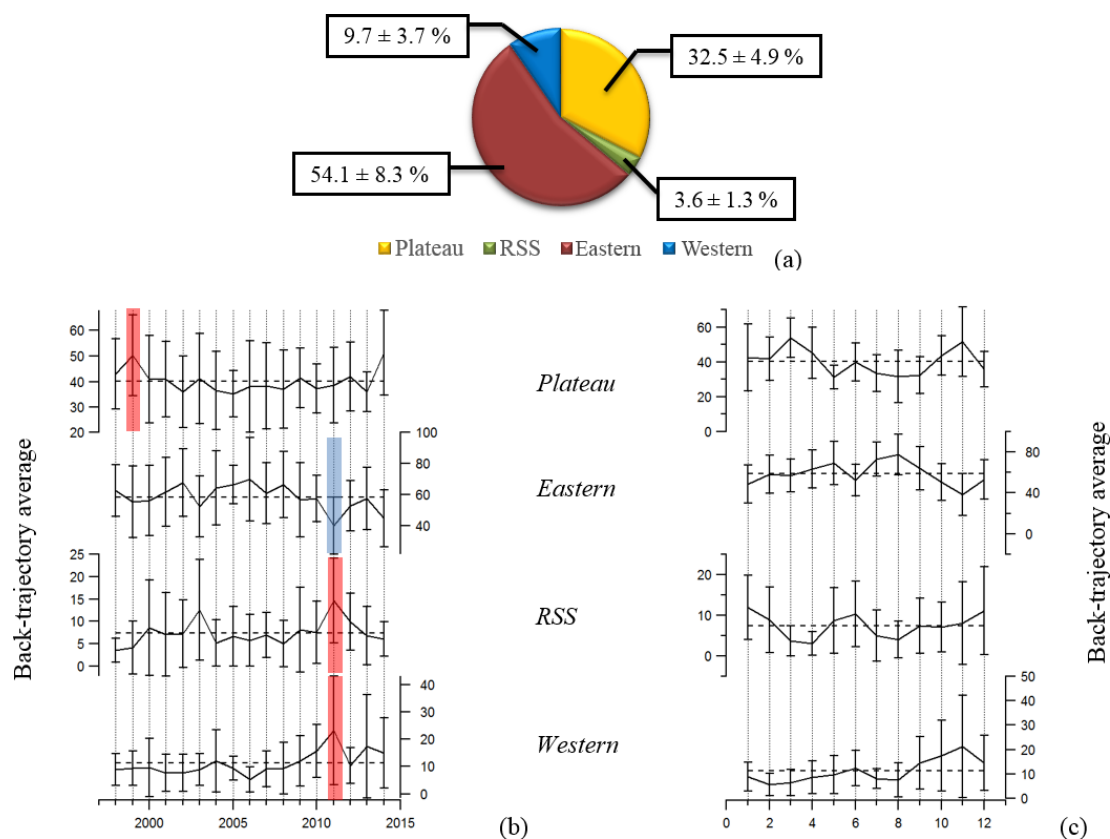 9.7 ± 3.7 %
32.5 ± 4.9 %
54.1 ± 8.3 %
3.6 ± 1.3 %
Plateau RSS Eastern Western
(a)
Back-trajectory average
60
50
40
30
20
100
80
60
40
25
20
15
10
5
0
40
30
20
10
0
2000 2005 2010 2015
(b)
Plateau
Eastern
RSS
Western
60
40
20
0
80
40
0
20
10
0
50
40
30
20
10
0
0 2 4 6 8 10 12
(c)
Back-trajectory average